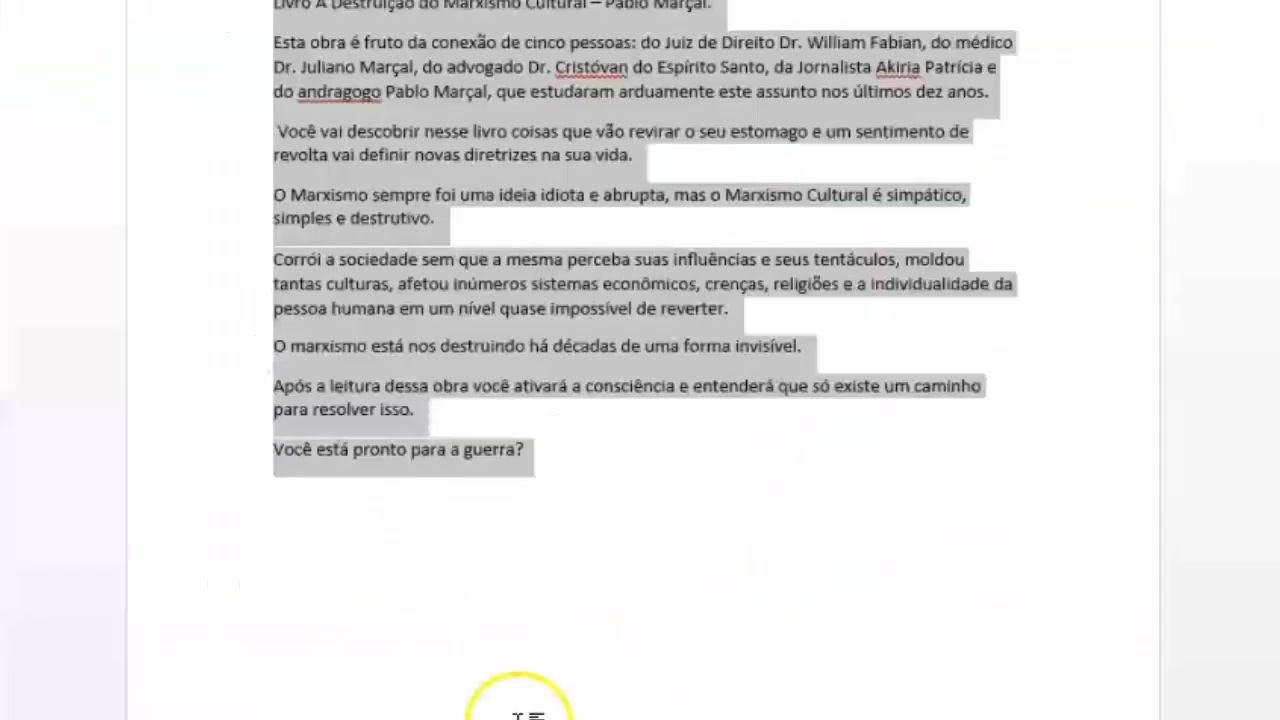 Livro A Destruição do Marxismo Cultural – Pablo Marçal.
Esta obra é fruto da conexão de cinco pessoas: do Juiz de Direito Dr. William Fabian, do médico
Dr. Juliano Marçal, do advogado Dr. Cristóvan do Espírito Santo, da Jornalista Akiria Patrícia e
do andragogo Pablo Marçal, que estudaram arduamente este assunto nos últimos dez anos.
Você vai descobrir nesse livro coisas que vão revirar o seu estomago e um sentimento de
revolta vai definir novas diretrizes na sua vida.
O Marxismo sempre foi uma ideia idiota e abrupta, mas o Marxismo Cultural é simpático,
simples e destrutivo.
Corrói a sociedade sem que a mesma perceba suas influências e seus tentáculos, moldou
tantas culturas, afetou inúmeros sistemas econômicos, crenças, religiões e a individualidade da
pessoa humana em um nível quase impossível de reverter.
O marxismo está nos destruindo há décadas de uma forma invisível.
Após a leitura dessa obra você ativará a consciência e entenderá que só existe um caminho
para resolver isso.
Você está pronto para a guerra?